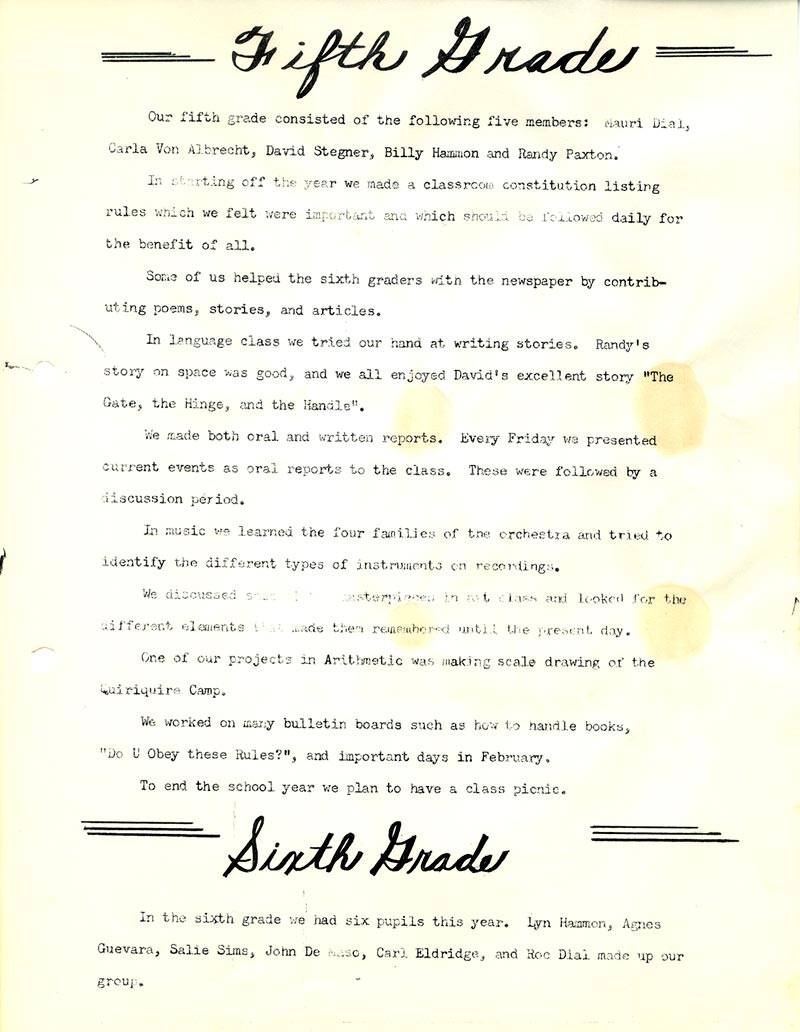 Fifth Grade
Our fifth grade consisted of the following five members: Mauri Dial,
Carla Von Albrecht, David Stegner, Billy Hammon and Randy Paxton.
In starting off the year we made a classroom constitution listing
rules which we felt were important and which should be followed daily for
the benefit of all.
Some of us helped the sixth graders with the newspaper by contrib-
uting poems, stories, and articles.
In language class we tried our hand at writing stories. Randy's
story on space was good, and we all enjoyed David's excellent story "The
Gate, the Hinge, and the Handle".
We made both oral and written reports. Every Friday we presented
current events as oral reports to the class. These were followed by a
discussion period.
In music we learned the four families of the orchestra and tried to
identify the different types of instruments on recordings.
We discussed masterpieces in art class and looked for the
different elements that made them remembered until the present day.
One of our projects in Arithmetic was making scale drawing of the
Quiriquire Camp.
We worked on many bulletin boards such as how to handle books,
"Do U Obey these Rules?", and important days in February.
To end the school year we plan to have a class picnic.
Sixth Grade
In the sixth grade we had six pupils this year. Lyn Hammon, Agnes
Guevara, Salie Sims, John De , Carl Eldridge, and Roc Dial made up our
group.